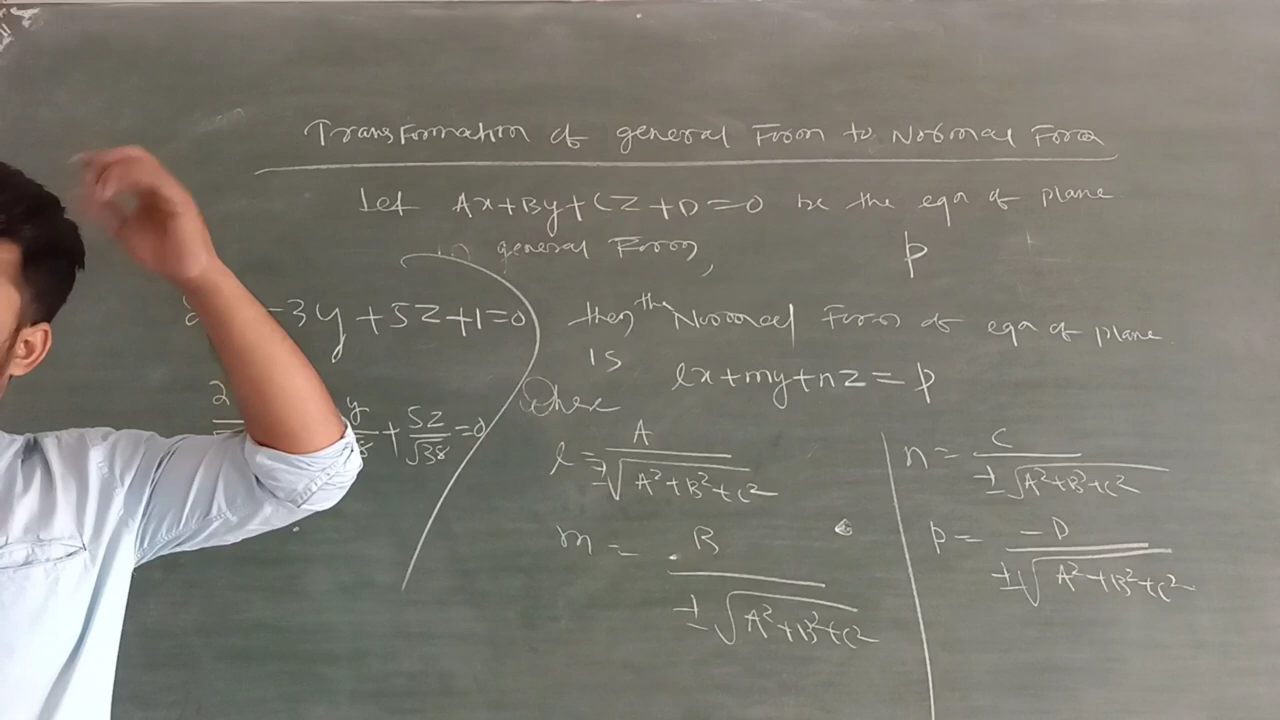 Transformation of general Form to Normal Form
Let Ax+By+CZ+D=0 be the eqn of plane
in general Form,
p
-3y+5Z+1=0
then the Normal Form of eqn of plane
is
lx+my+nz=p
Where
2
y
+ 5Z/√38 =0
l= A/±√A²+B²+C²
m= B/±√A²+B²+C²
n= C/±√A²+B²+C²
p= -D/±√A²+B²+C²